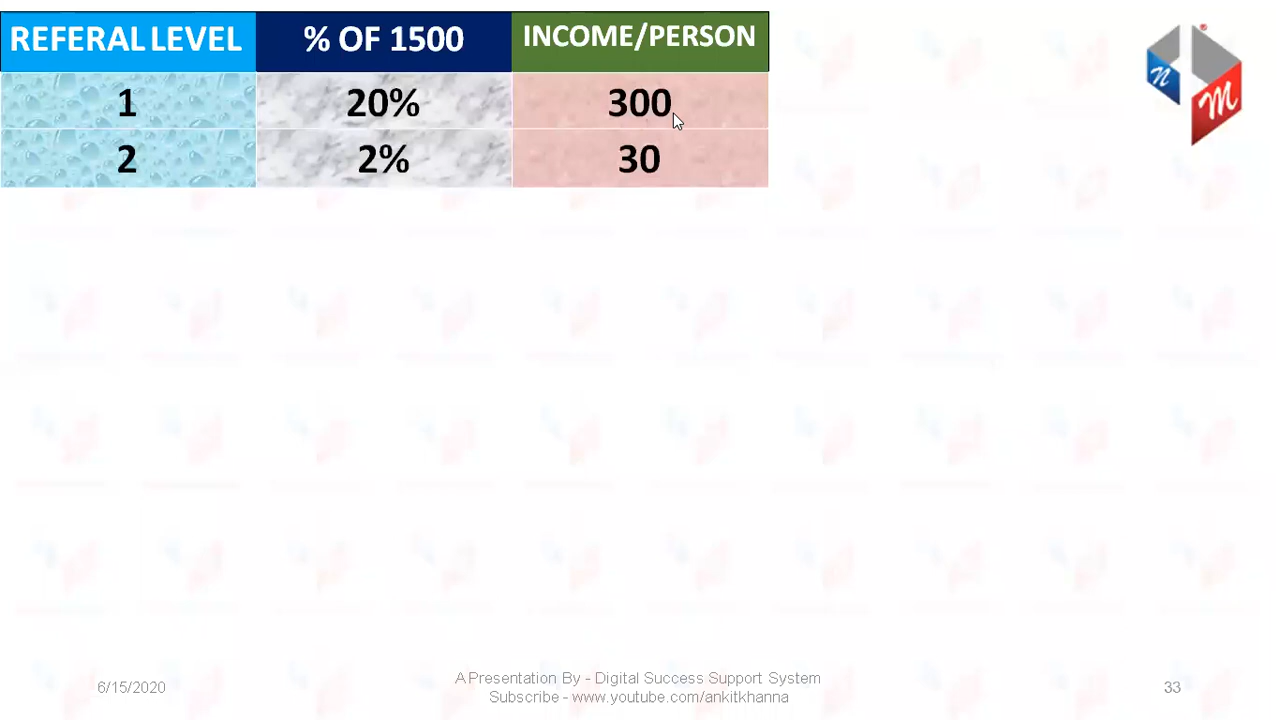 REFERAL LEVEL % OF 1500 INCOME/PERSON
1 20% 300
2 2% 30
n M
6/15/2020
A Presentation By - Digital Success Support System
Subscribe - www.youtube.com/ankitkhanna
33